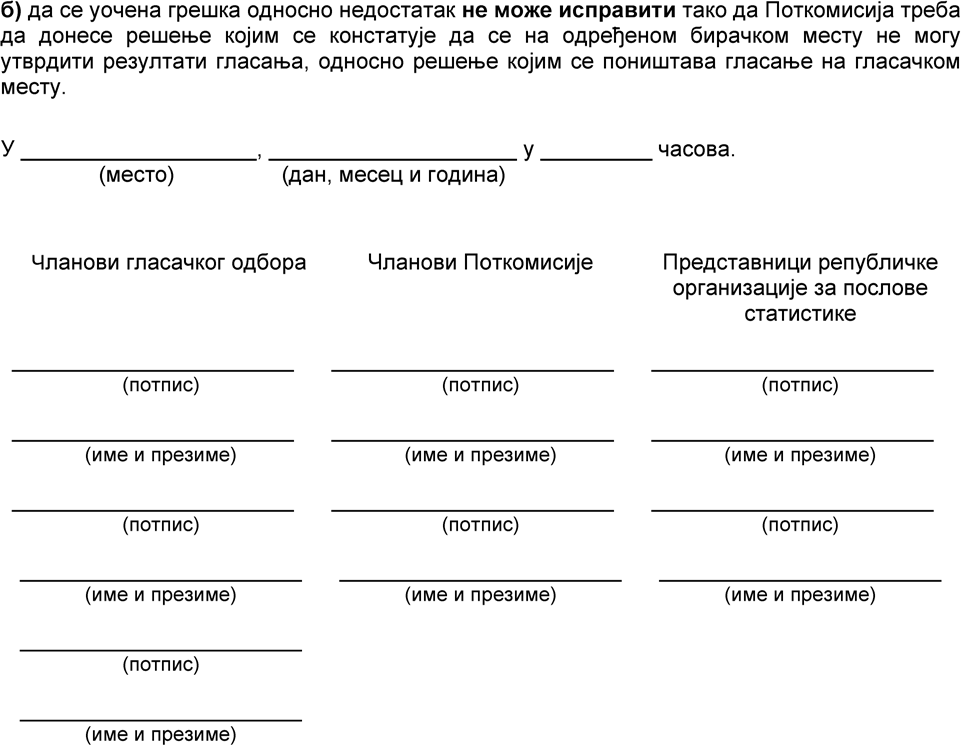 б) да се уочена грешка односно недостатак не може исправити тако да Поткомисија треба
да донесе решење којим се констатује да се на одређеном бирачком месту не могу
утврдити резултати гласања, односно решење којим се поништава гласање на гласачком
месту.
У ____________________, _____________________ у _________ часова.
(место) (дан, месец и година)
Чланови гласачког одбора Чланови Поткомисије Представници републичке
организације за послове
статистике
(потпис) (потпис) (потпис)
(име и презиме) (име и презиме) (име и презиме)
(потпис) (потпис) (потпис)
(име и презиме) (име и презиме) (име и презиме)
(потпис)
(име и презиме)